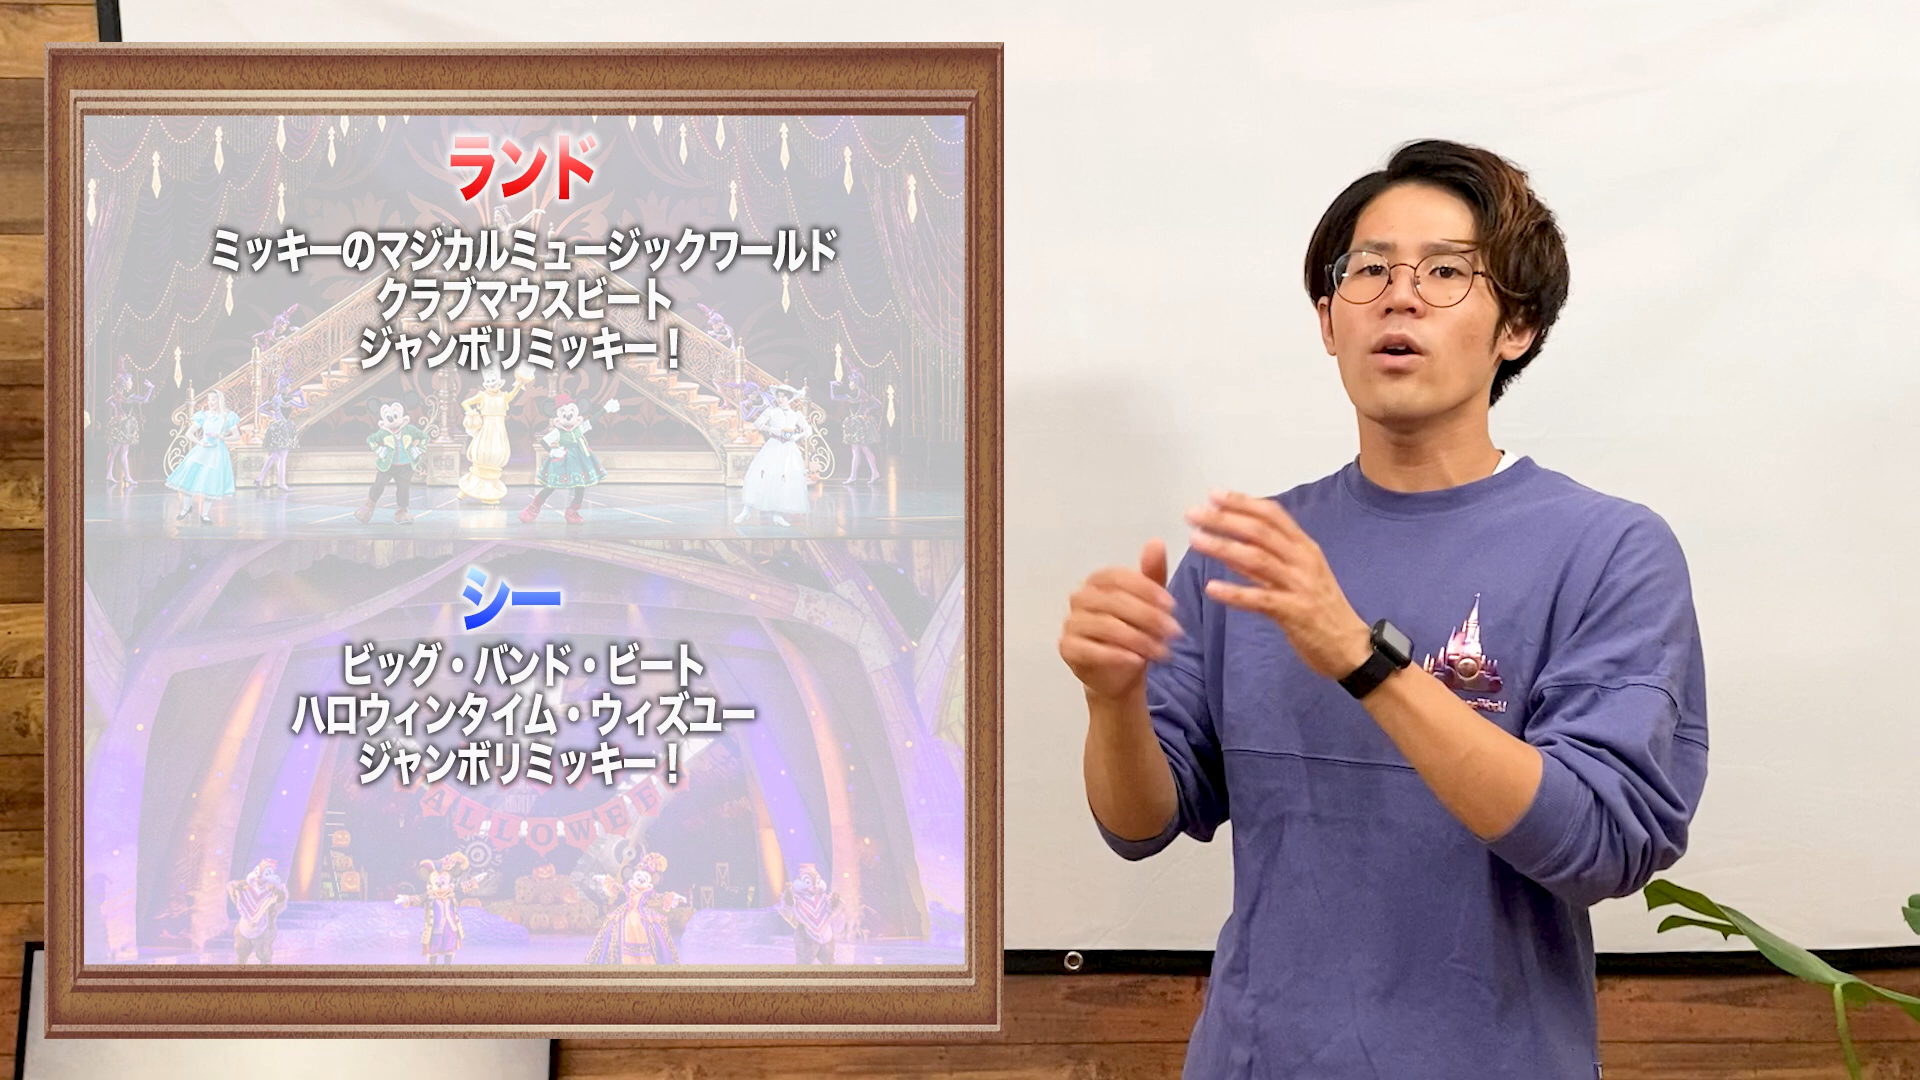 ランド
ミッキーのマジカルミュージックワールド
クラブマウスビート
ジャンボリミッキー！
シー
ビッグ・バンド・ビート
ハロウィンタイム・ウィズユー
ジャンボリミッキー！
ALLOWEE